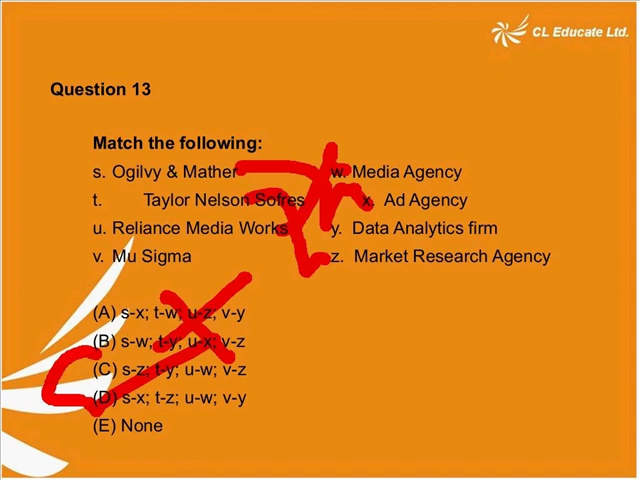 CL Educate Ltd.
Question 13
Match the following:
s. Ogilvy & Mather w. Media Agency
t. Taylor Nelson Sofres x. Ad Agency
u. Reliance Media Works y. Data Analytics firm
v. Mu Sigma z. Market Research Agency
(A) s-x; t-w; u-z; v-y
(B) s-w; t-y; u-x; v-z
(C) s-z; t-y; u-w; v-z
(D) s-x; t-z; u-w; v-y
(E) None